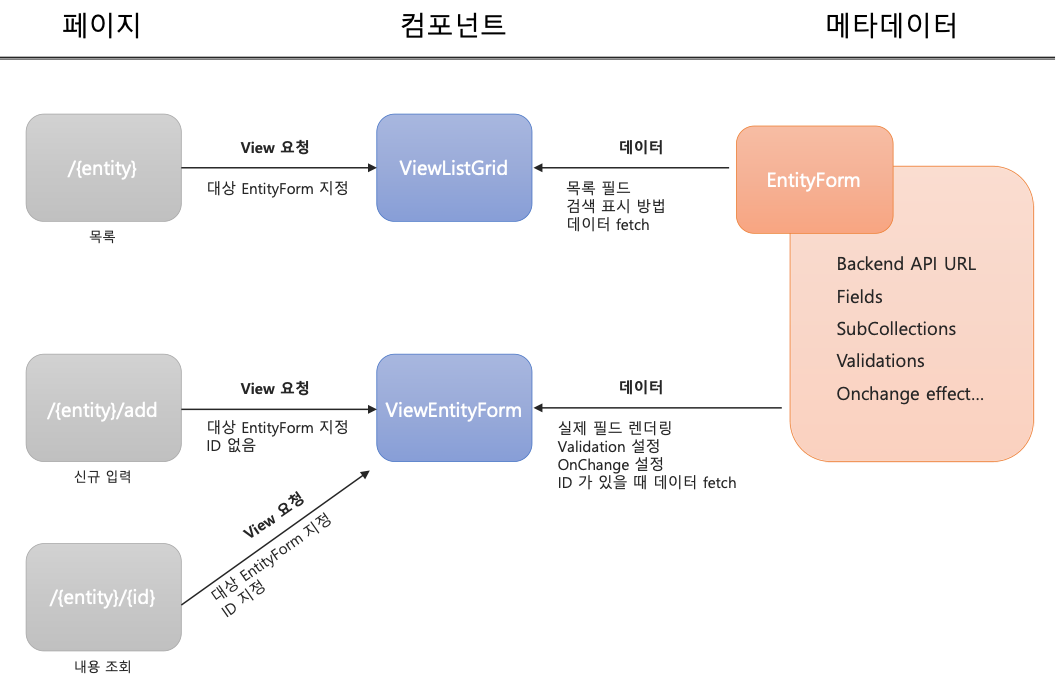 페이지
컴포넌트
메타데이터
/{entity}
목록
View 요청
대상 EntityForm 지정
ViewListGrid
데이터
목록 필드
검색 표시 방법
데이터 fetch
EntityForm
Backend API URL
Fields
SubCollections
Validations
Onchange effect...
/{entity}/add
신규 입력
View 요청
대상 EntityForm 지정
ID 없음
ViewEntityForm
데이터
실제 필드 렌더링
Validation 설정
OnChange 설정
ID 가 있을 때 데이터 fetch
/{entity}/{id}
내용 조회
View 요청
대상 EntityForm 지정
ID 지정